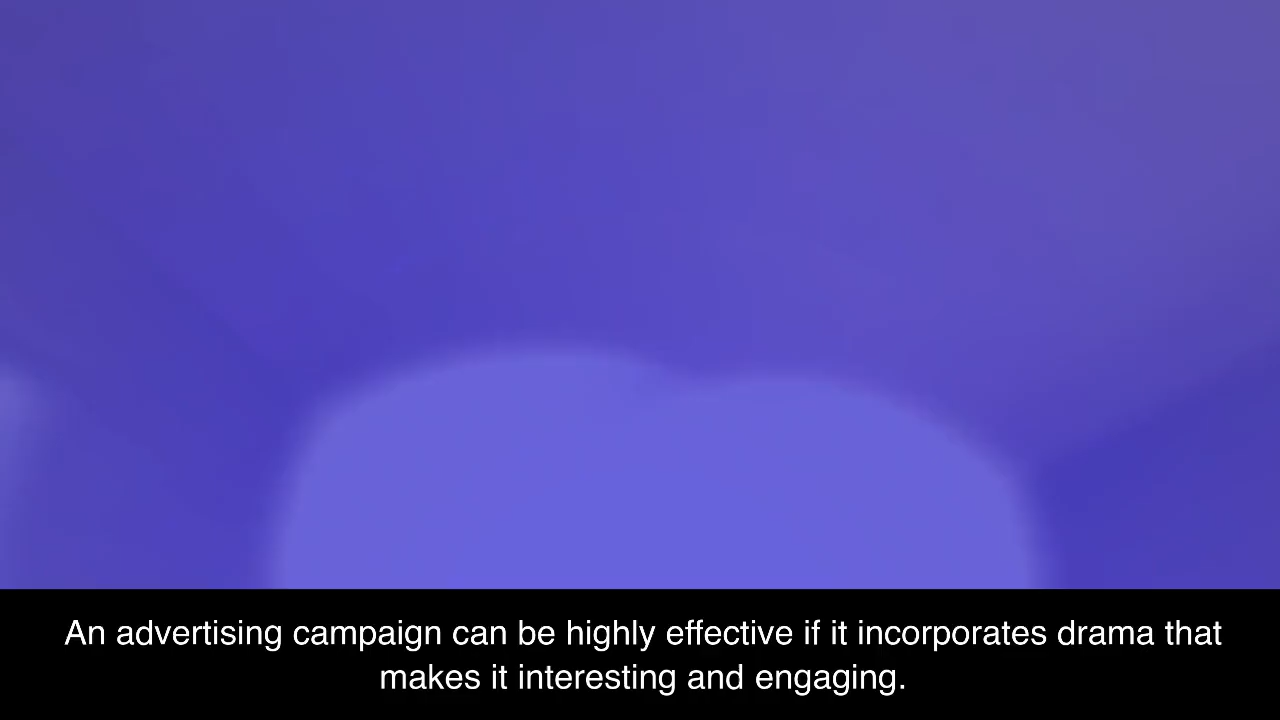 An advertising campaign can be highly effective if it incorporates drama that
makes it interesting and engaging.